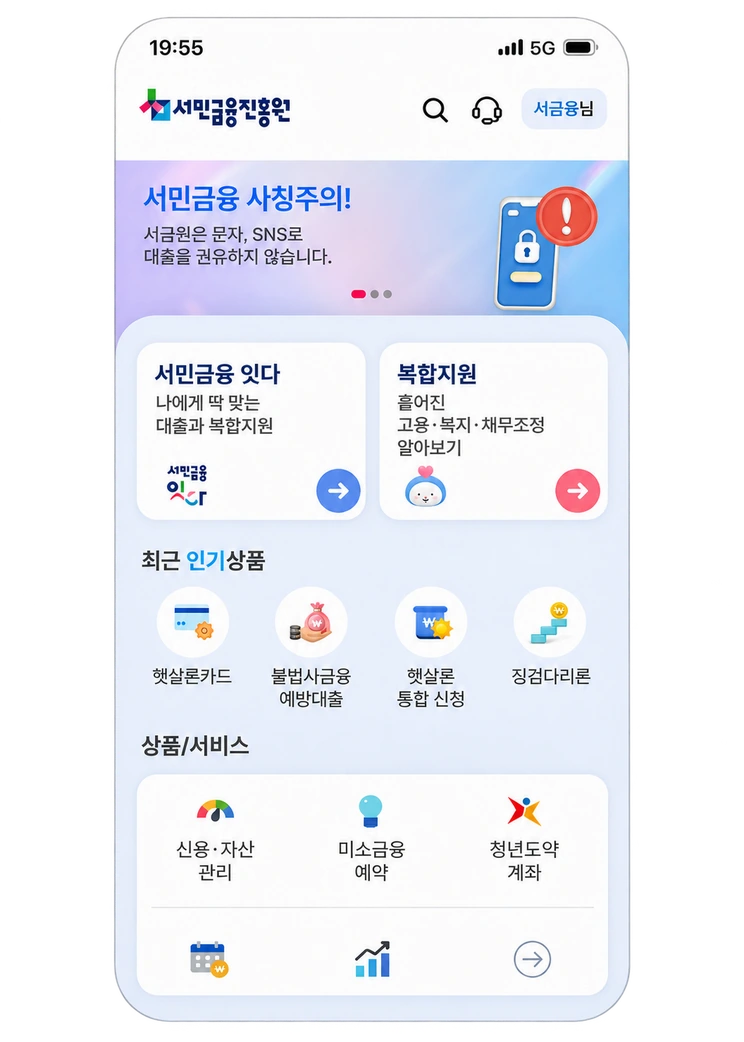 19:55
5G
서민금융진흥원
서금융님
서민금융 사칭주의!
서금원은 문자, SNS로
대출을 권유하지 않습니다.
서민금융 잇다
나에게 딱 맞는
대출과 복합지원
서민금융
잇다
복합지원
흩어진
고용·복지·채무조정
알아보기
최근 인기상품
햇살론카드
불법사금융
예방대출
햇살론
통합 신청
징검다리론
상품/서비스
신용·자산
관리
미소금융
예약
청년도약
계좌